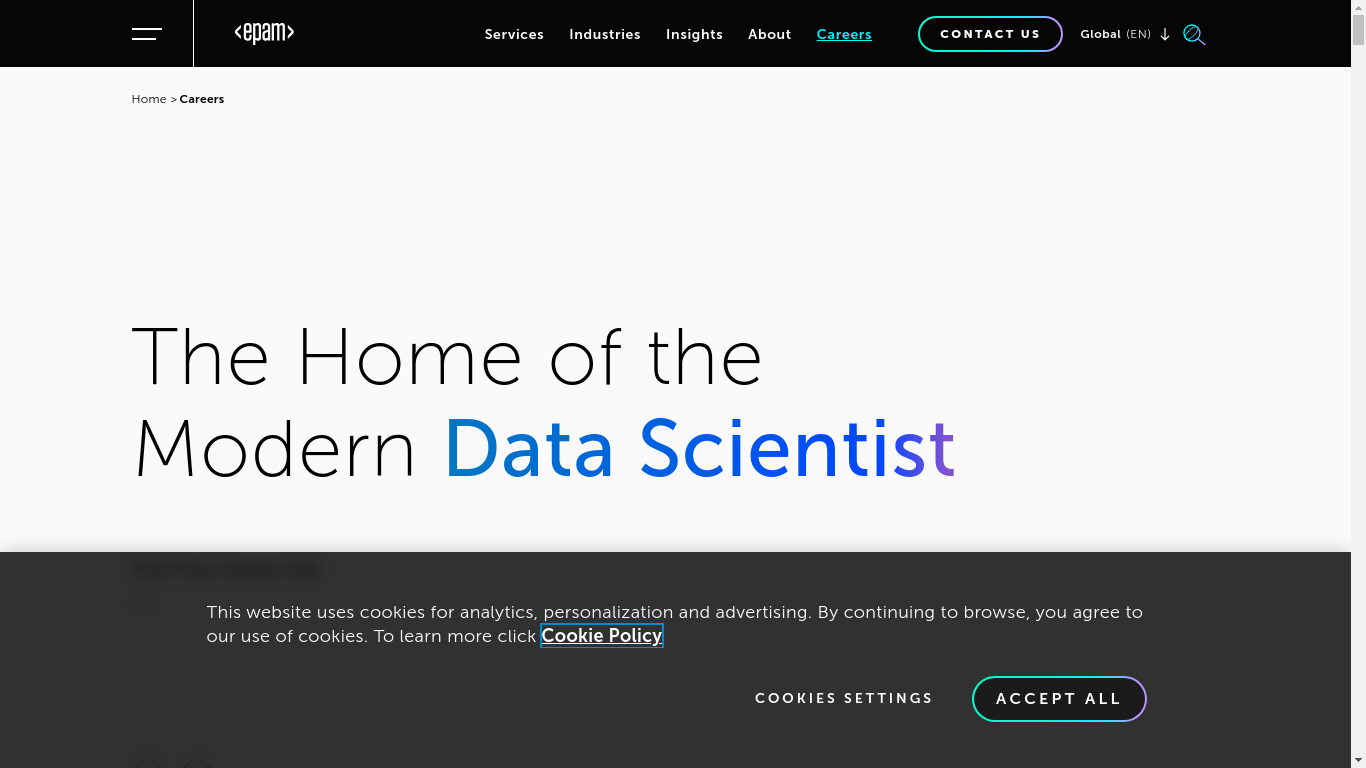 <epam>
Services
Industries
Insights
About
Careers
CONTACT US
Global (EN)
Home > Careers
The Home of the
Modern Data Scientist
This website uses cookies for analytics, personalization and advertising. By continuing to browse, you agree to
our use of cookies. To learn more click Cookie Policy
COOKIES SETTINGS
ACCEPT ALL